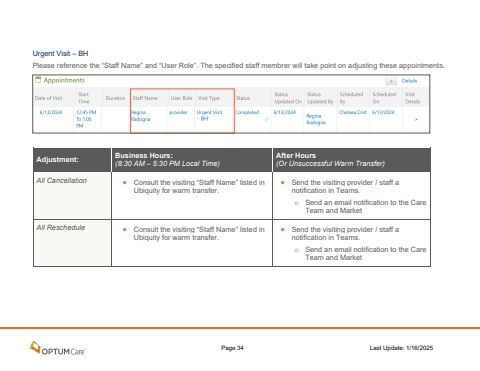 Urgent Visit – BH
Please reference the "Staff Name" and "User Role". The specified staff membrer will take point on adjusting these appointments.
Appointments
Details
Date of Visit Start Time Duration Staff Name User Role Visit Type Status Status Updated On Status Updated By Scheduled By Scheduled On Visit Details
8/13/2024 12:45 PM To 1:00 PM Regina Radogna provider Urgent Visit - BH Completed 8/13/2024 Regina Radogna Chelsea Crist 8/13/2024 >
Adjustment: Business Hours: After Hours
(8:30 AM – 5:30 PM Local Time) (Or Unsuccessful Warm Transfer)
All Cancellation
• Consult the visiting "Staff Name" listed in
Ubiquity for warm transfer.
• Send the visiting provider / staff a
notification in Teams.
o Send an email notification to the Care
Team and Market
All Reschedule
• Consult the visiting "Staff Name" listed in
Ubiquity for warm transfer.
• Send the visiting provider / staff a
notification in Teams.
o Send an email notification to the Care
Team and Market
OPTUM Care Page 34 Last Update: 1/16/2025